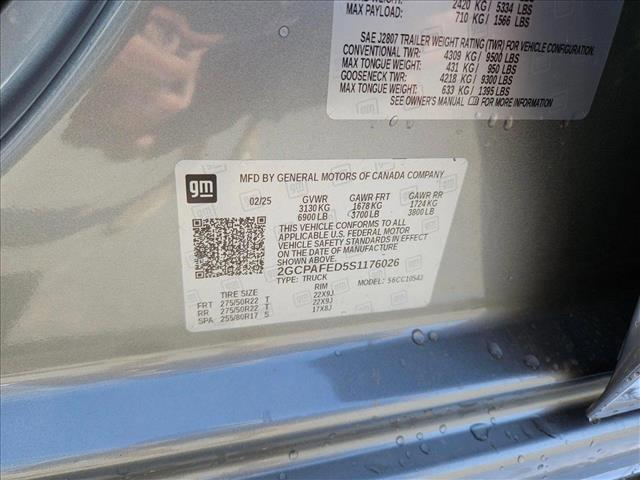 2420 KG / 5334 LBS
MAX PAYLOAD: 710 KG / 1566 LBS
SAE J2807 TRAILER WEIGHT RATING (TWR) FOR VEHICLE CONFIGURATION.
CONVENTIONAL TWR: 4309 KG / 9500 LBS
MAX TONGUE WEIGHT: 431 KG / 950 LBS
GOOSENECK TWR: 4218 KG / 9300 LBS
MAX TONGUE WEIGHT: 633 KG / 1395 LBS
SEE OWNER'S MANUAL FOR MORE INFORMATION.
gm
MFD BY GENERAL MOTORS OF CANADA COMPANY
02/25 GVWR GAWR FRT GAWR RR
3130 KG 1678 KG 1724 KG
6900 LB 3700 LB 3800 LB
THIS VEHICLE CONFORMS TO ALL
APPLICABLE U.S. FEDERAL MOTOR
VEHICLE SAFETY STANDARDS IN EFFECT
ON THE DATE OF MANUFACTURE
SHOWN ABOVE.
2GCPAFED5S1176026
TYPE: TRUCK MODEL: 56CC10543
TIRE SIZE RIM
FRT 275/50R22 T 22X9J
RR 275/50R22 T 22X9J
SPA 255/80R17 S 17X8J